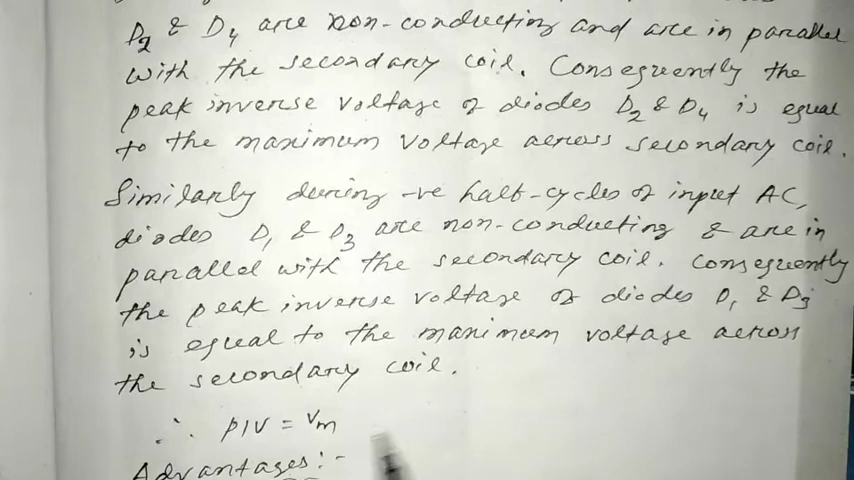 D₂ & D₄ are non-conducting and are in parallel
with the secondary coil. Consequently the
peak inverse voltage of diodes D₂ & D₄ is equal
to the maximum voltage across secondary coil.
Similarly during -ve half-cycles of input AC,
diodes D₁ & D₃ are non-conducting & are in
parallel with the secondary coil. Consequently
the peak inverse voltage of diodes D₁ & D₃
is equal to the maximum voltage across
the secondary coil.
∴ PIV = Vm
Advantages:-